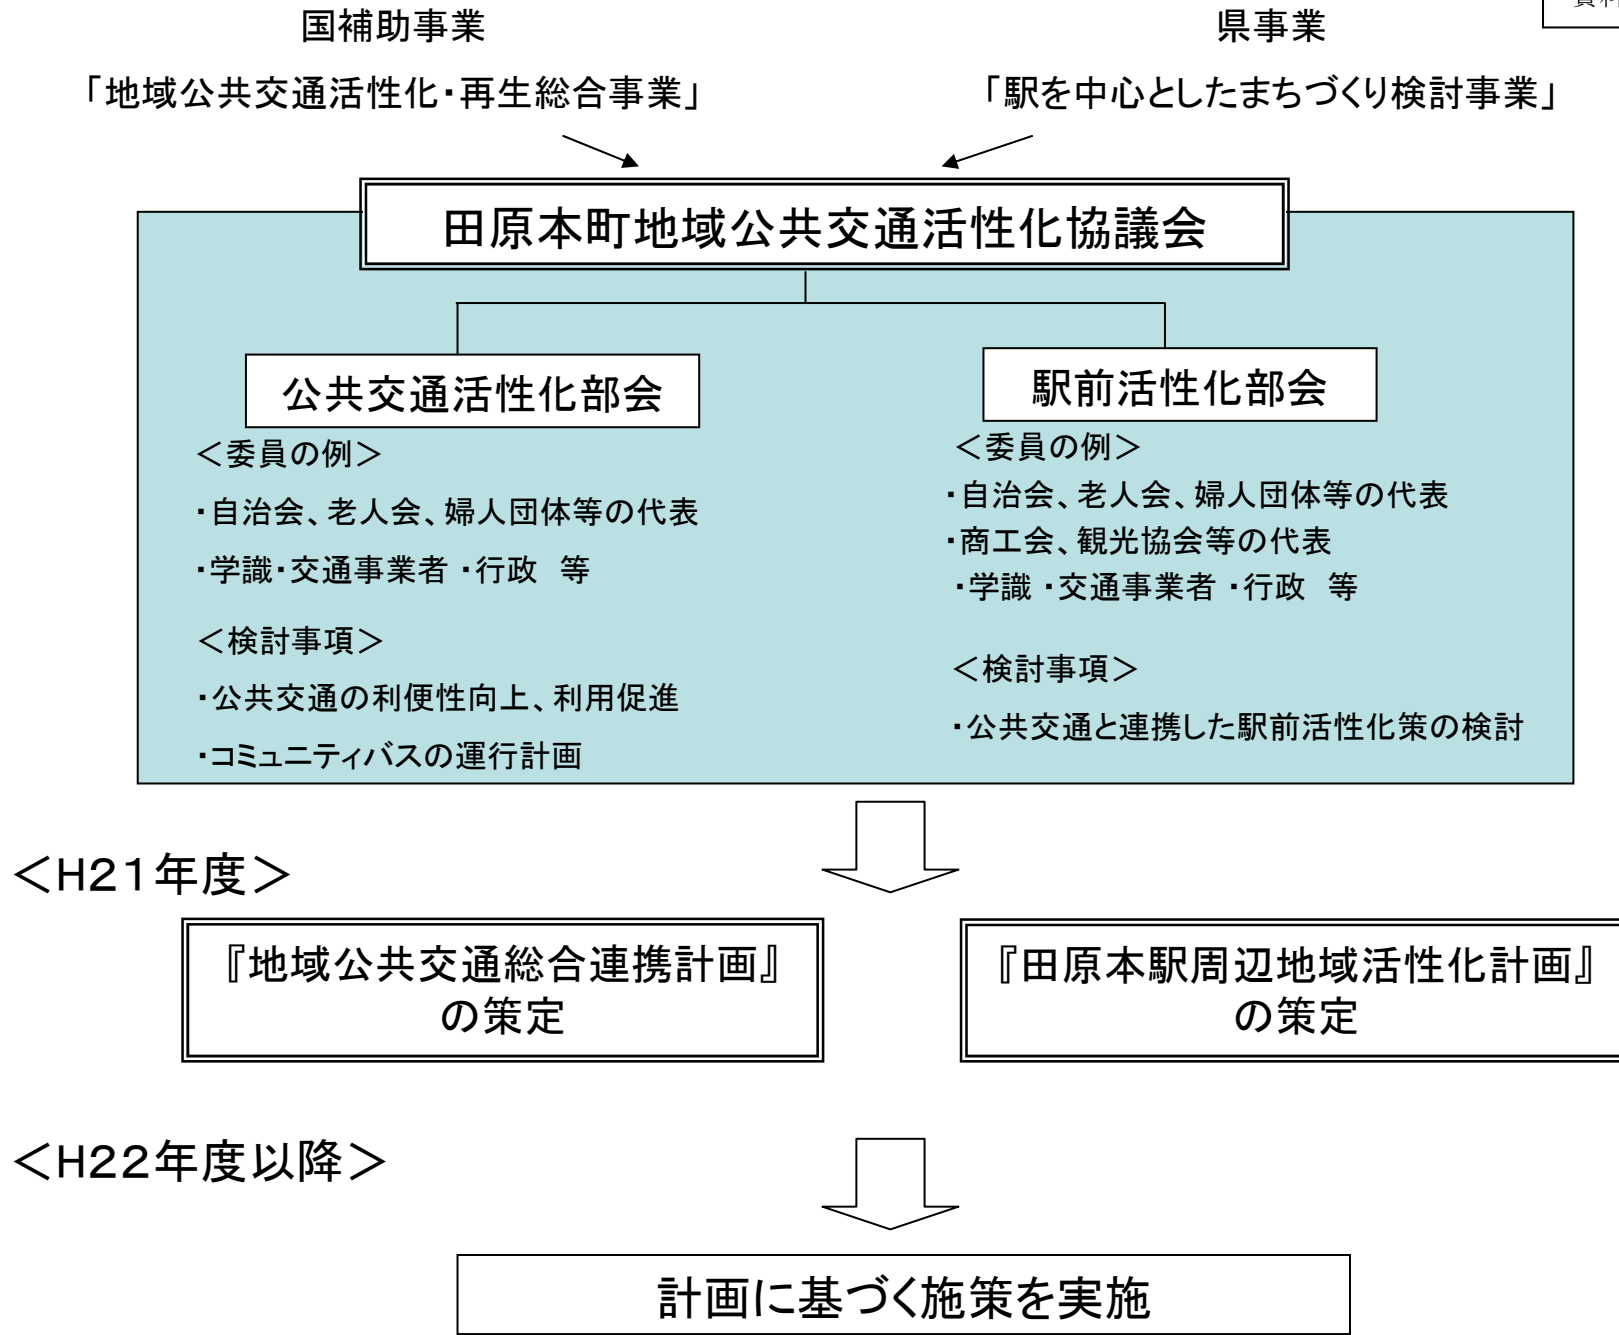 国補助事業
県事業
「地域公共交通活性化・再生総合事業」
「駅を中心としたまちづくり検討事業」
田原本町地域公共交通活性化協議会
公共交通活性化部会
＜委員の例＞
・自治会、老人会、婦人団体等の代表
・学識・交通事業者 ・行政　等
＜検討事項＞
・公共交通の利便性向上、利用促進
・コミュニティバスの運行計画
駅前活性化部会
＜委員の例＞
・自治会、老人会、婦人団体等の代表
・商工会、観光協会等の代表
・学識 ・交通事業者 ・行政　等
＜検討事項＞
・公共交通と連携した駅前活性化策の検討
＜H21年度＞
『地域公共交通総合連携計画』
の策定
『田原本駅周辺地域活性化計画』
の策定
＜H22年度以降＞
計画に基づく施策を実施